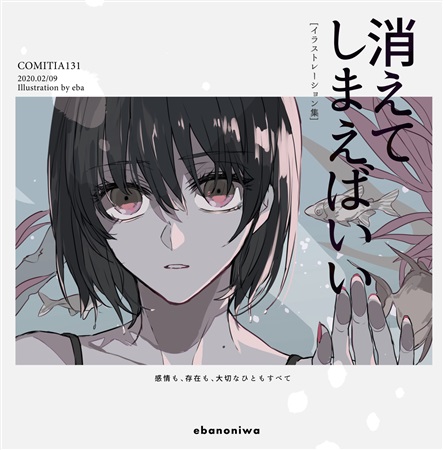 消えて
しまえばいい
[イラストレーション集]
COMITIA131
2020.02/09
Illustration by eba
感情も、存在も、大切なひともすべて
ebanoniwa